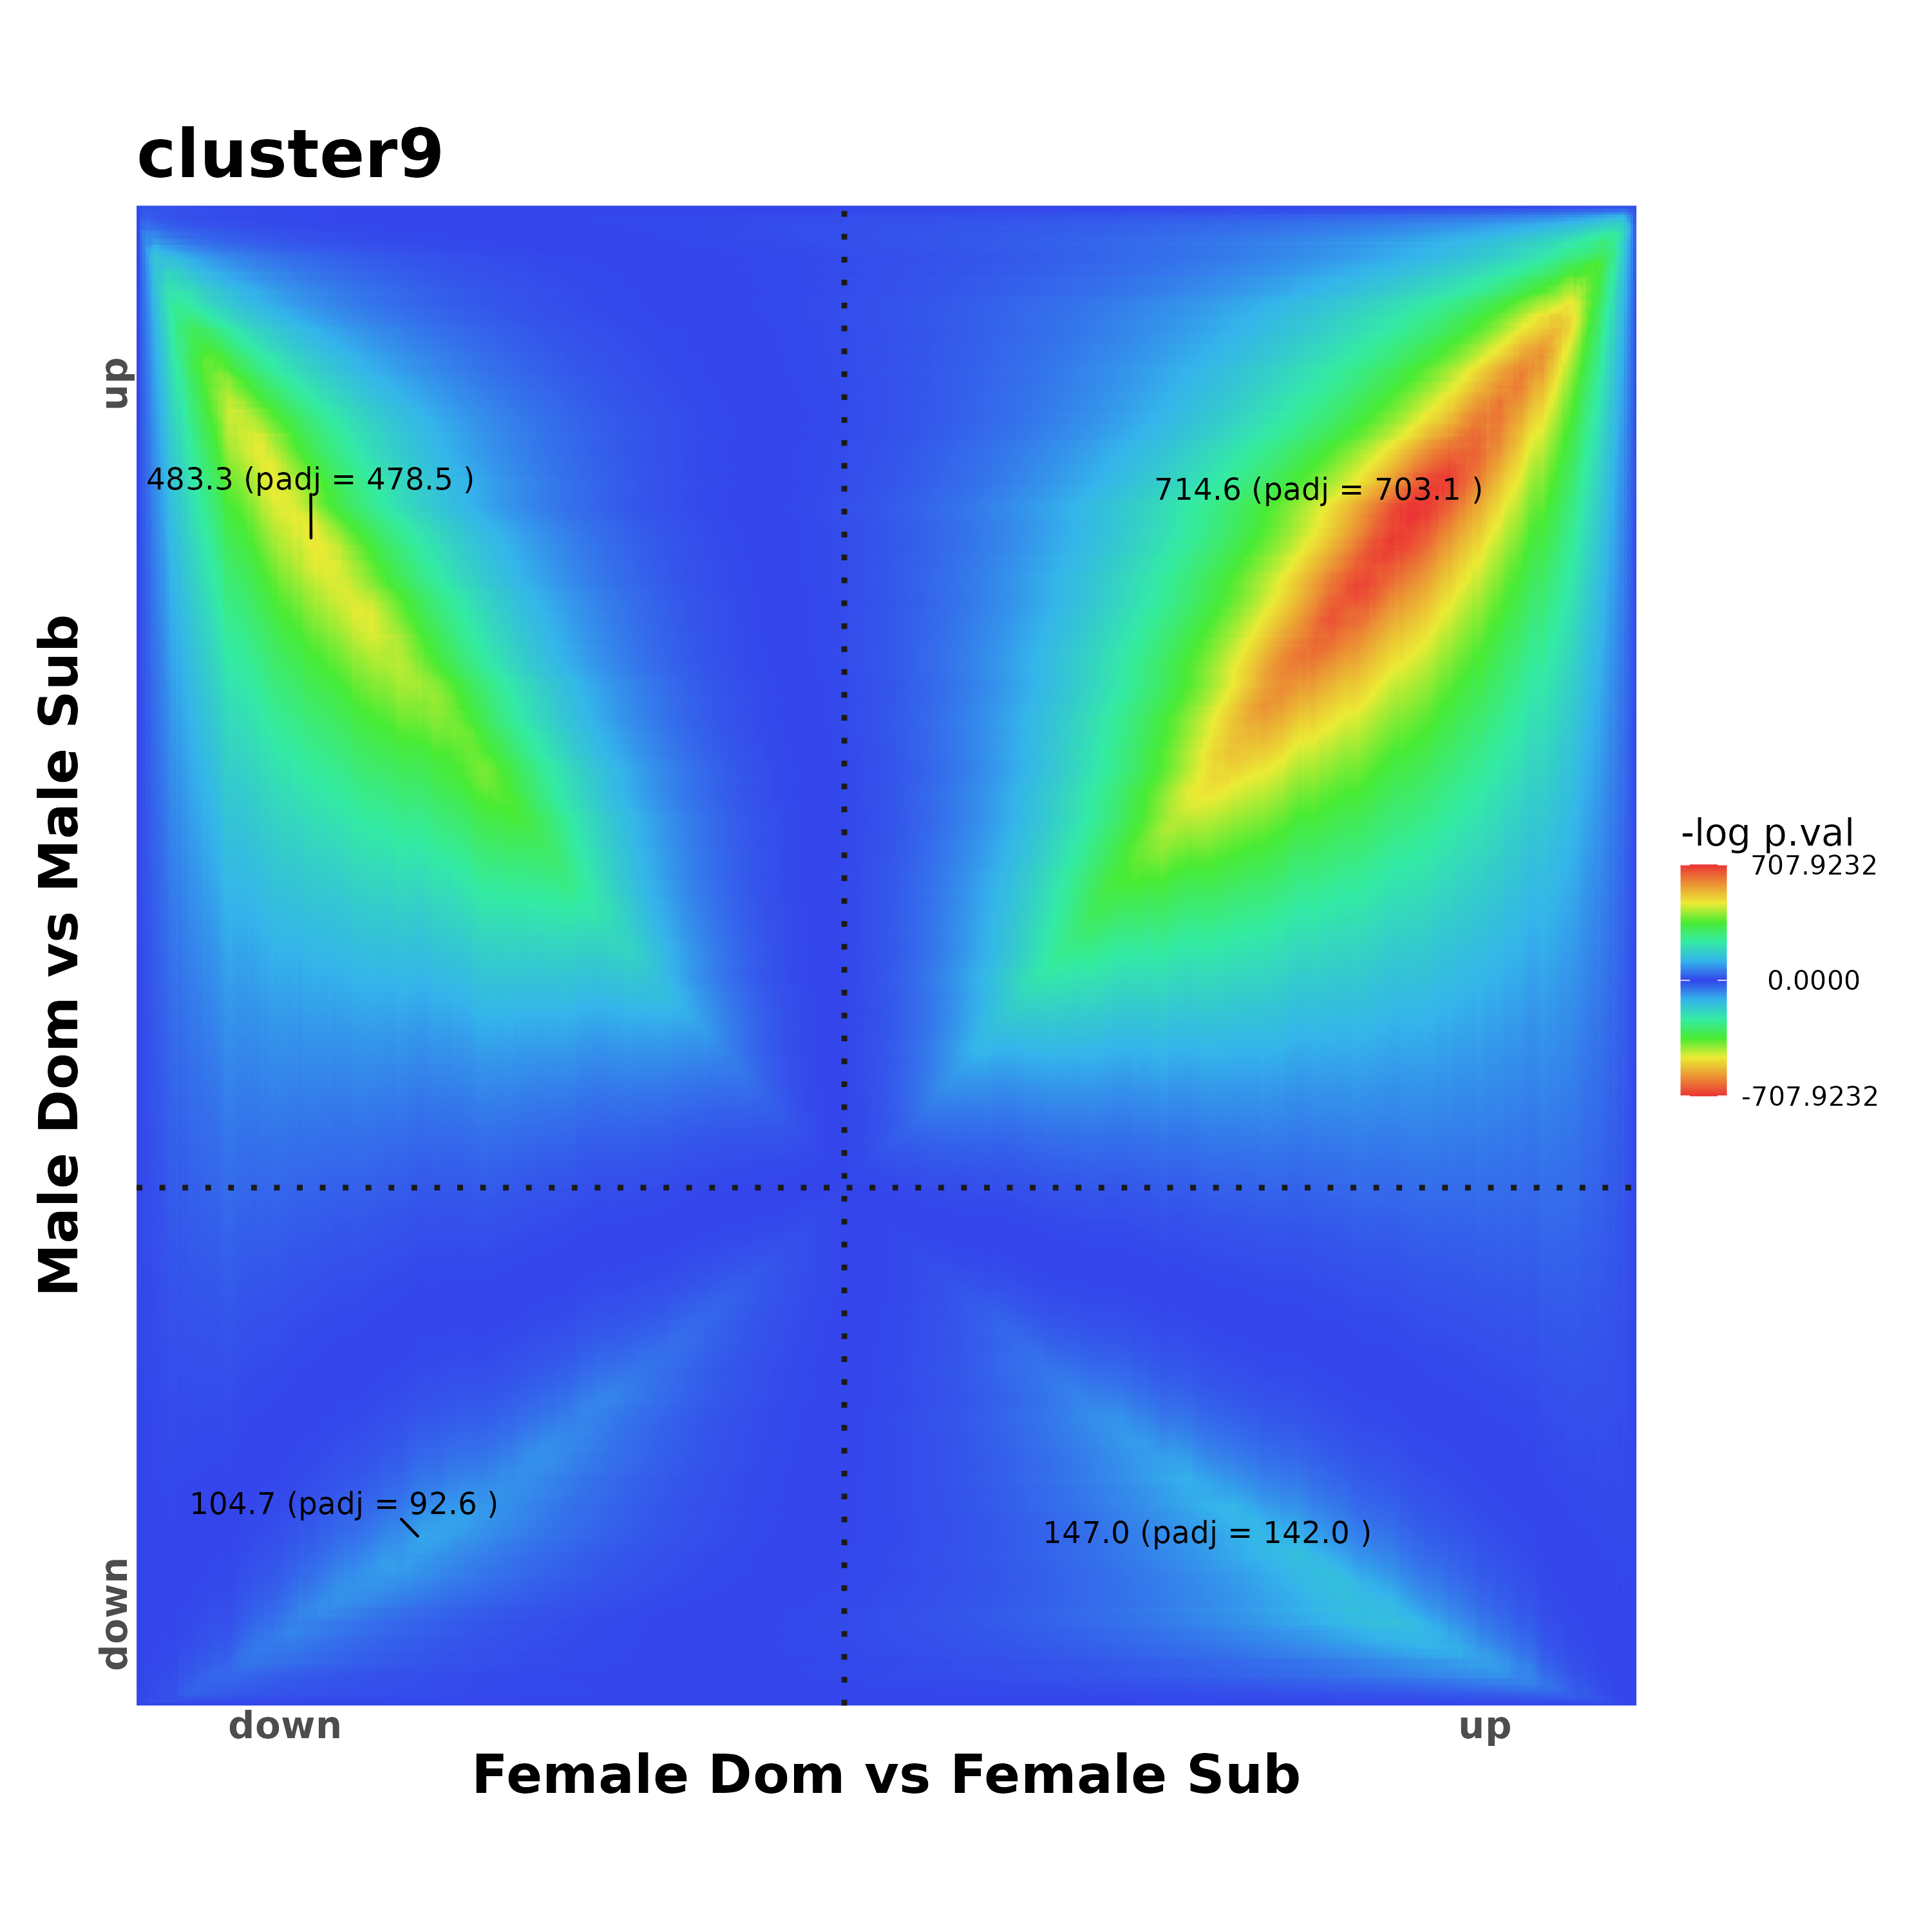 cluster9
up
483.3 (padj = 478.5 )
714.6 (padj = 703.1 )
Male Dom vs Male Sub
-log p.val
707.9232
0.0000
-707.9232
104.7 (padj = 92.6 )
147.0 (padj = 142.0 )
down
down
up
Female Dom vs Female Sub